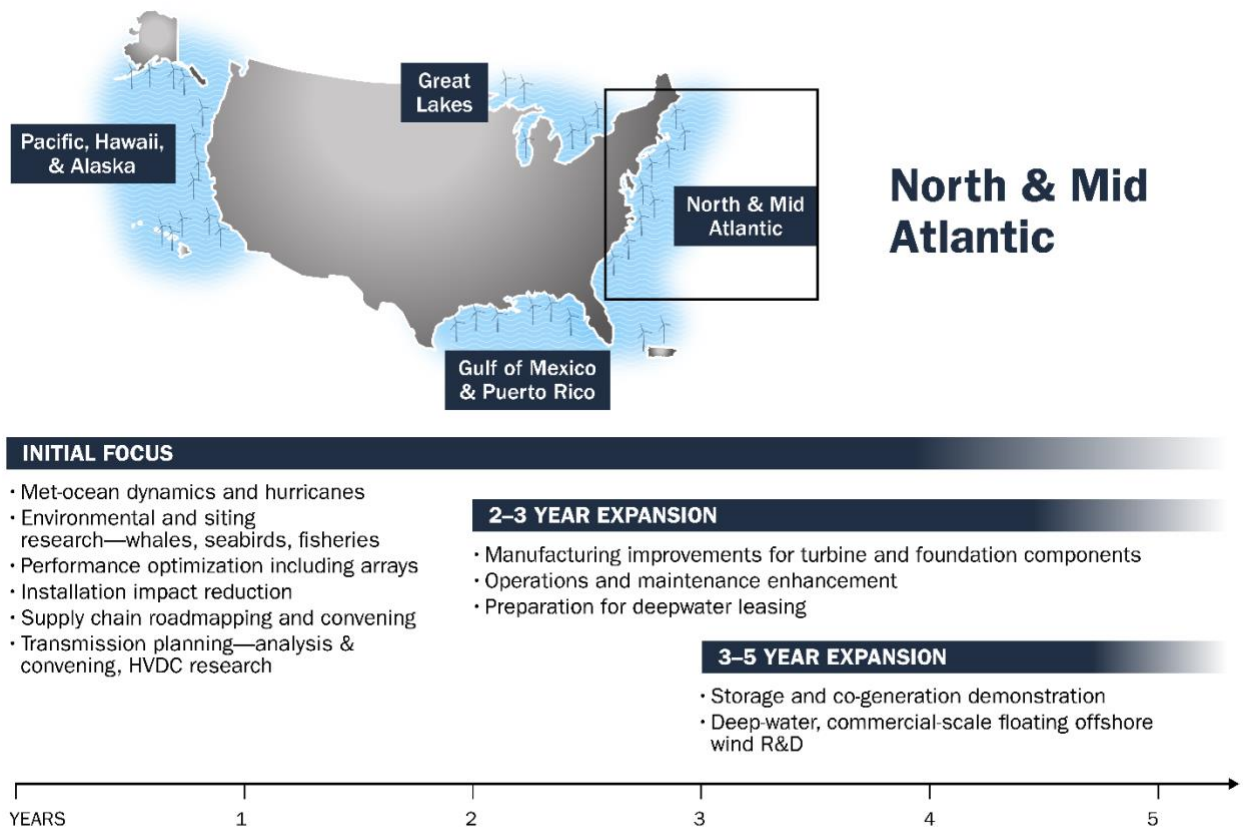 Great
Lakes
Pacific, Hawaii,
& Alaska
North & Mid
Atlantic
North & Mid
Atlantic
Gulf of Mexico
& Puerto Rico
INITIAL FOCUS
· Met-ocean dynamics and hurricanes
· Environmental and siting
research—whales, seabirds, fisheries
· Performance optimization including arrays
· Installation impact reduction
· Supply chain roadmapping and convening
· Transmission planning—analysis &
convening, HVDC research
2–3 YEAR EXPANSION
· Manufacturing improvements for turbine and foundation components
· Operations and maintenance enhancement
· Preparation for deepwater leasing
3–5 YEAR EXPANSION
· Storage and co-generation demonstration
· Deep-water, commercial-scale floating offshore
wind R&D
YEARS 1 2 3 4 5